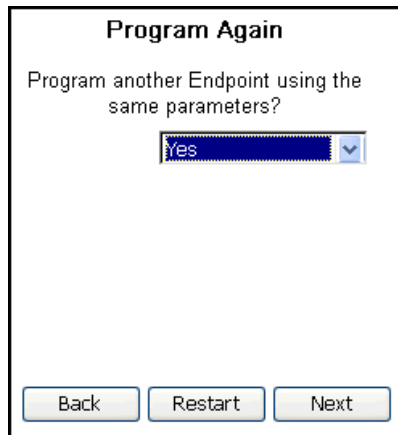 Program Again
Program another Endpoint using the
same parameters?
Yes
Back Restart Next